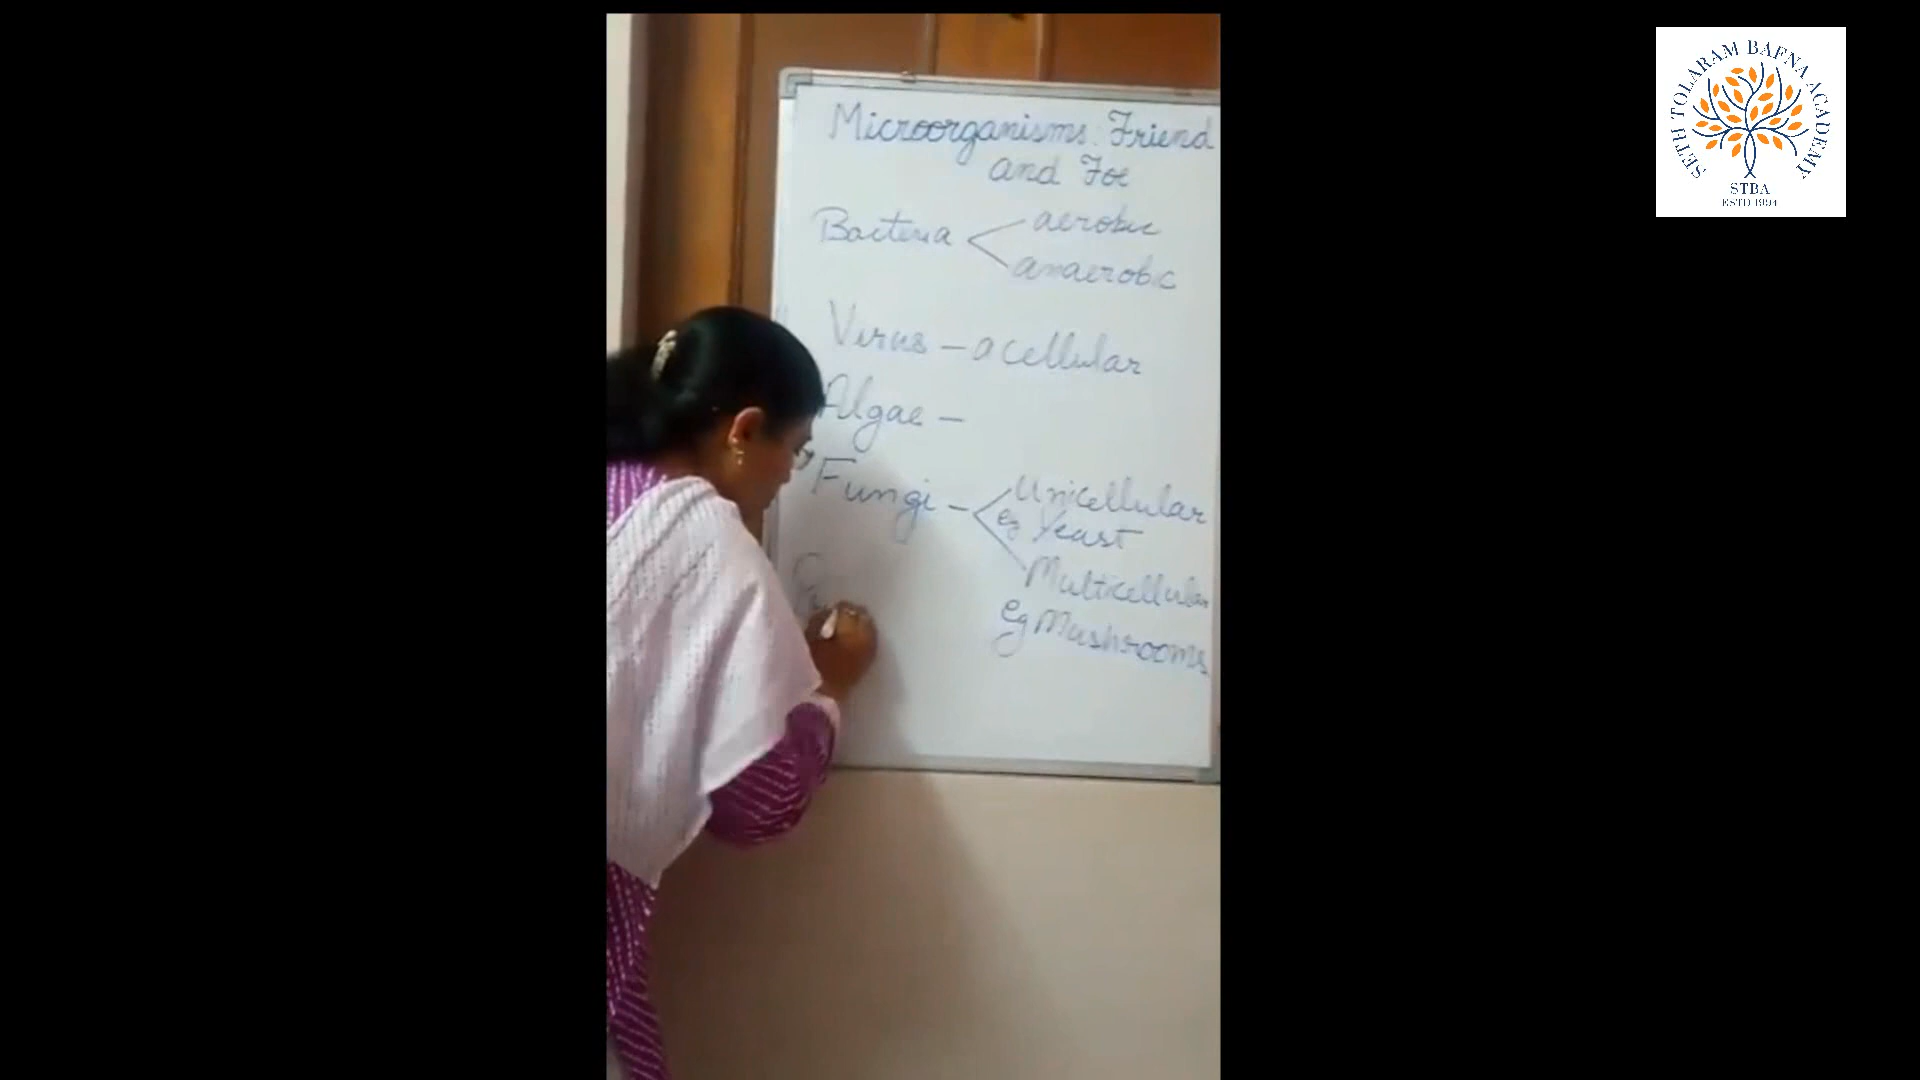 Microorganisms: Friend
and Foe
Bacteria aerobic
anaerobic
Virus - acellular
Algae -
Fungi - Unicellular
eg Yeast
Multicellular
eg Mushrooms
SETH TOLARAM BAFNA ACADEMY
STBA
ESTD 1994